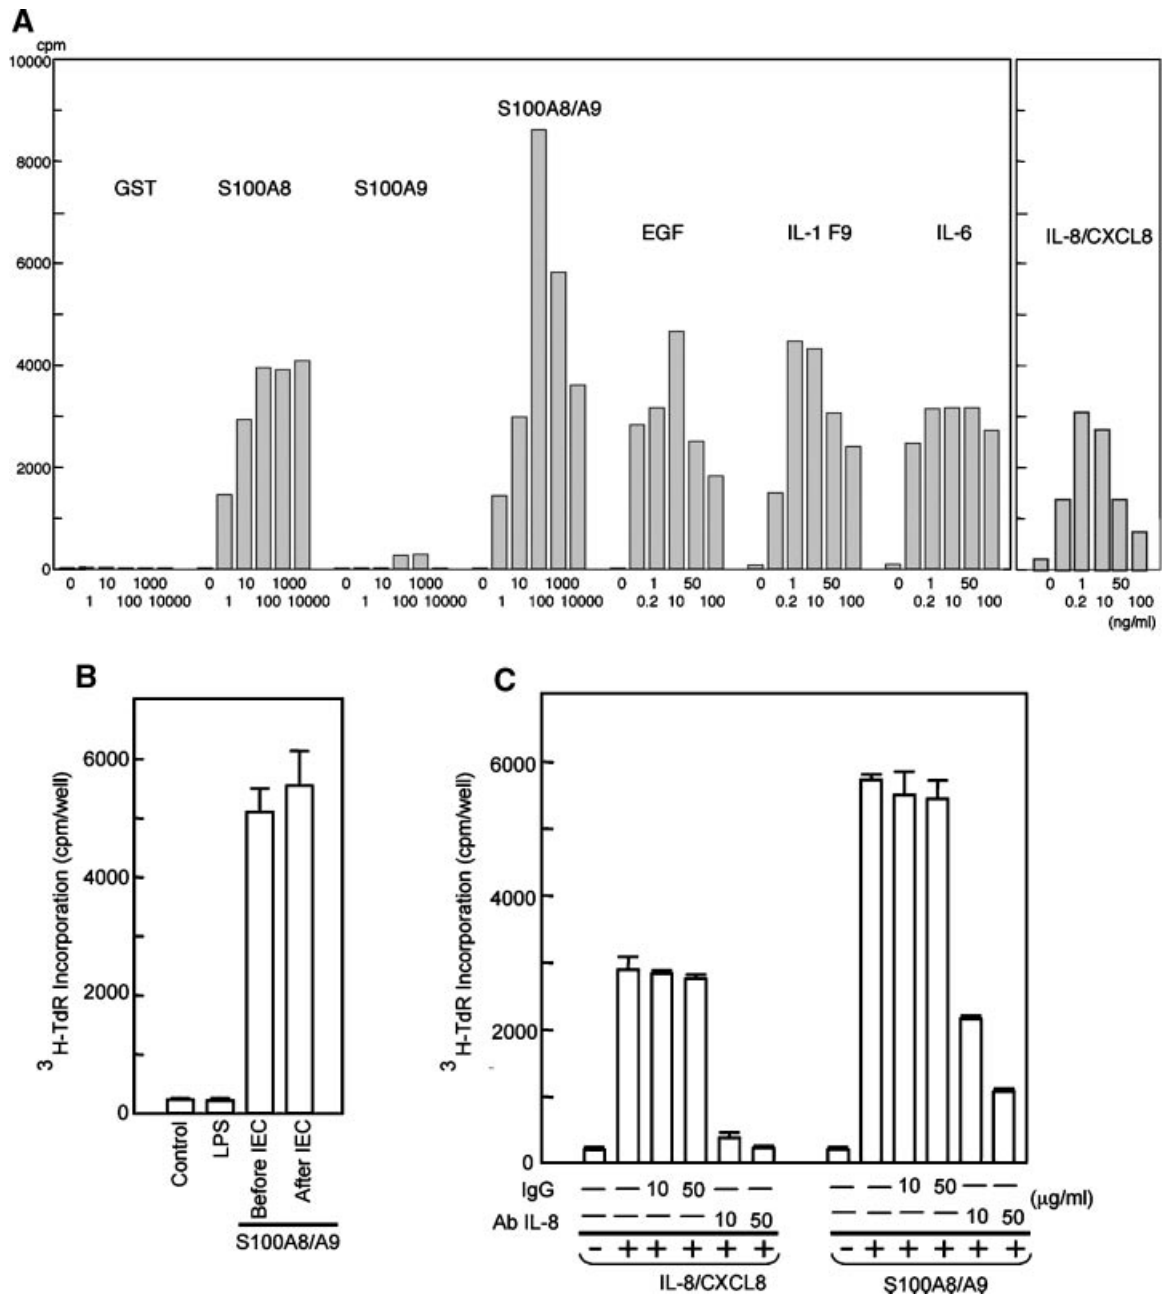 A
cpm
10000
8000
6000
4000
2000
0
GST
S100A8
S100A9
S100A8/A9
EGF
IL-1 F9
IL-6
IL-8/CXCL8
0 10 1000 0 10 1000 0 10 1000 0 10 1000 0 1 50 0 1 50 0 1 50 0 1 50
1 100 10000 1 100 10000 1 100 10000 1 100 10000 0.2 10 100 0.2 10 100 0.2 10 100 0.2 10 100
(ng/ml)
B
3 H-TdR Incorporation (cpm/well)
6000
4000
2000
0
Control
LPS
Before IEC
After IEC
S100A8/A9
C
3 H-TdR Incorporation (cpm/well)
6000
4000
2000
0
IgG — — 10 50 — — — — 10 50 — — (μg/ml)
Ab IL-8 — — — — 10 50 — — — — 10 50
- + + + + + - + + + + +
IL-8/CXCL8 S100A8/A9